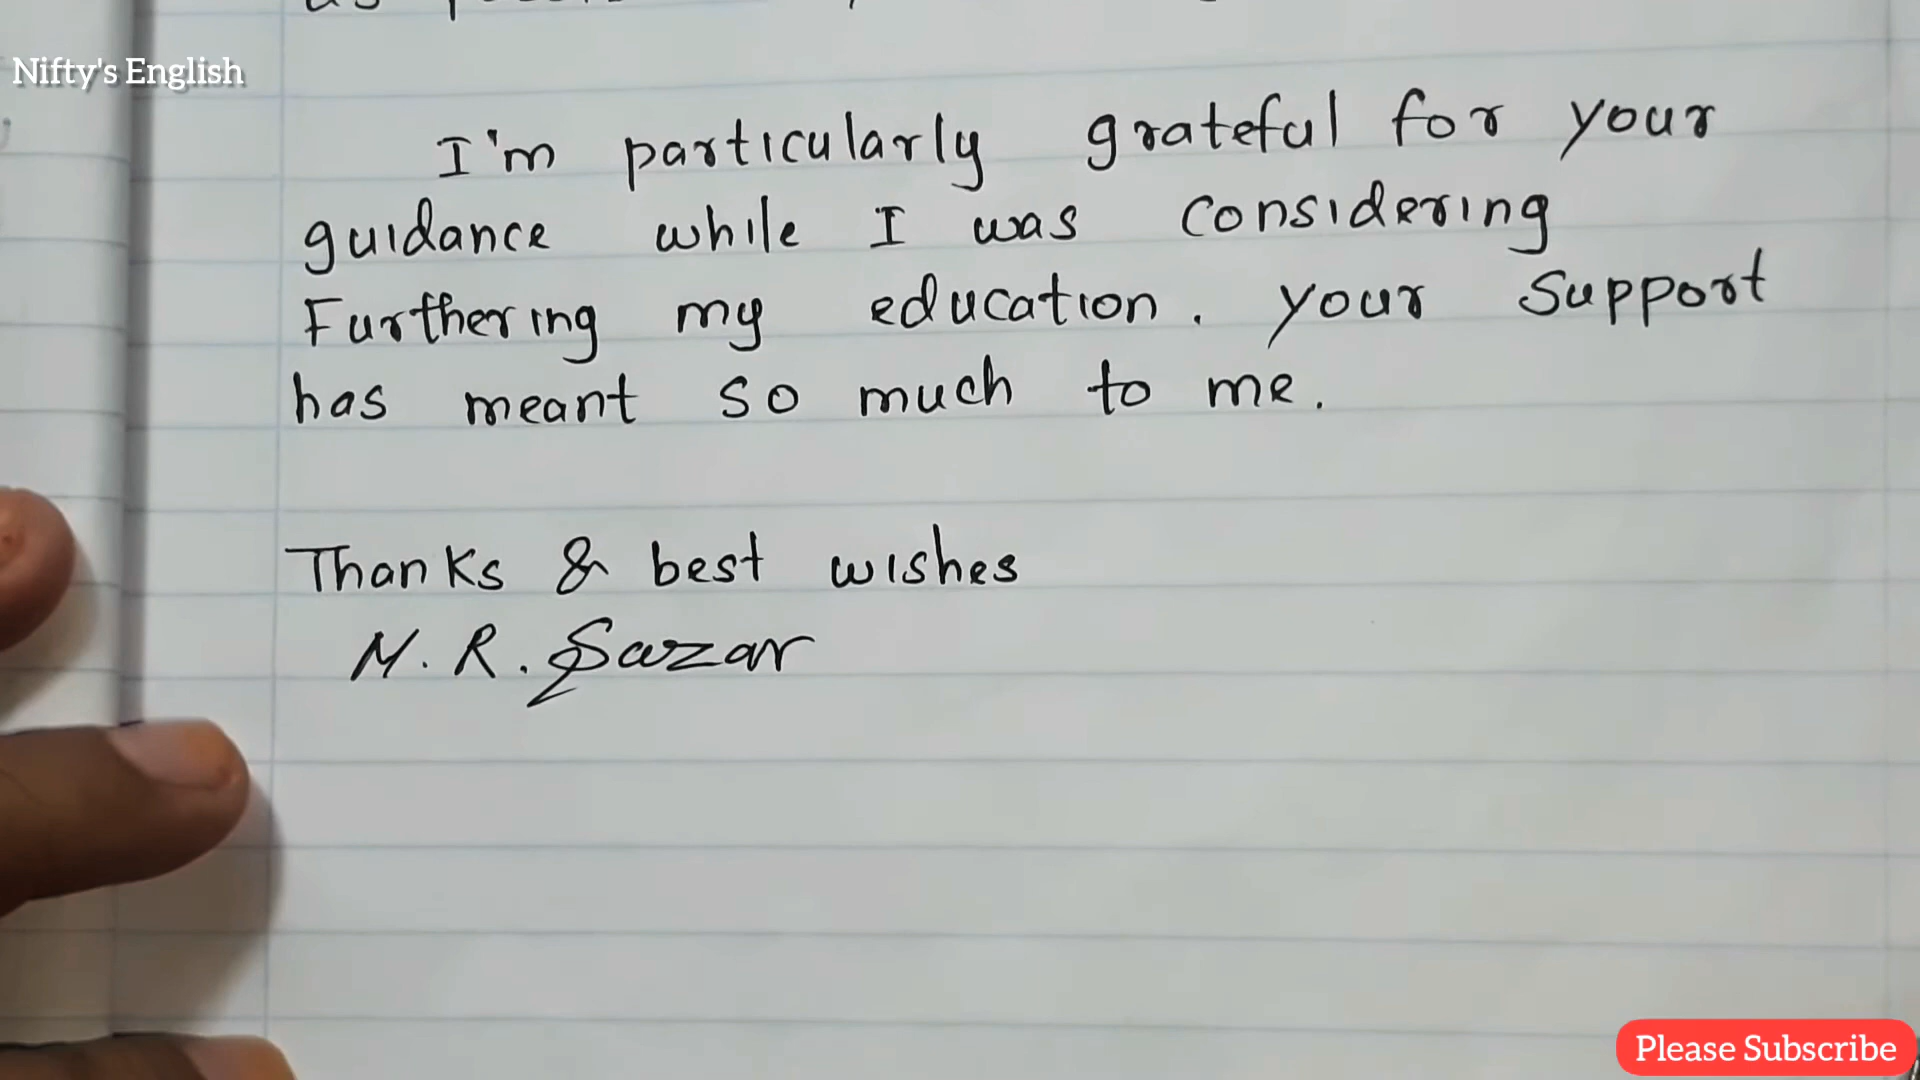 Nifty's English
I'm particularly grateful for your
guidance while I was considering
Furthering my education. your support
has meant so much to me.
Thanks & best wishes
M. R. Sazar
Please Subscribe